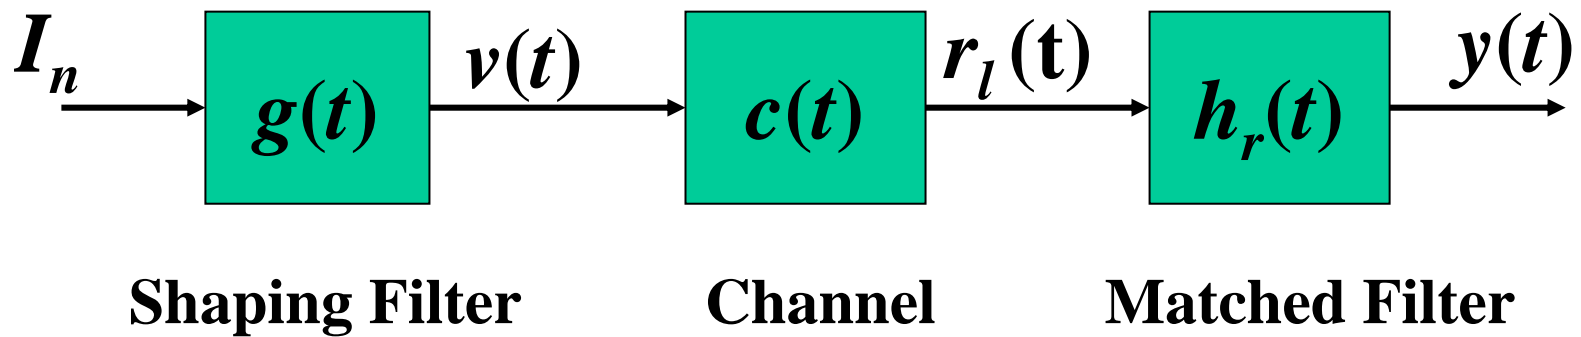 I_n v(t) r_l (t) y(t)
g(t) c(t) h_r(t)
Shaping Filter Channel Matched Filter